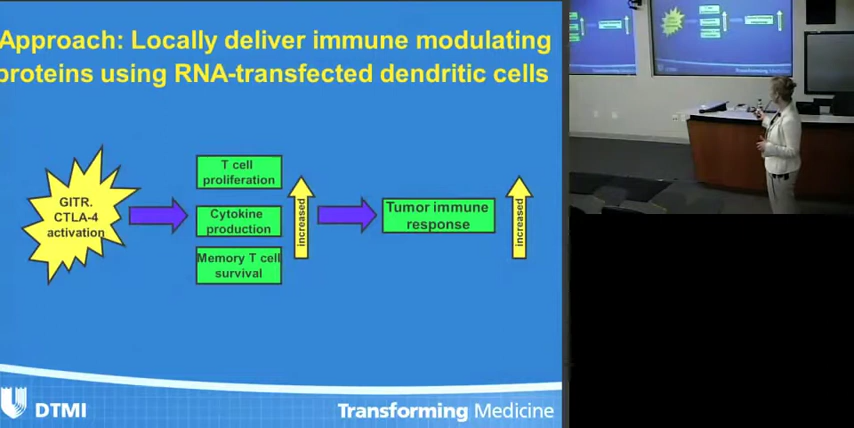 Approach: Locally deliver immune modulating
proteins using RNA-transfected dendritic cells
GITR.
CTLA-4
activation
T cell
proliferation
Cytokine
production
Memory T cell
survival
increased
Tumor immune
response
increased
DTMI
Transforming Medicine